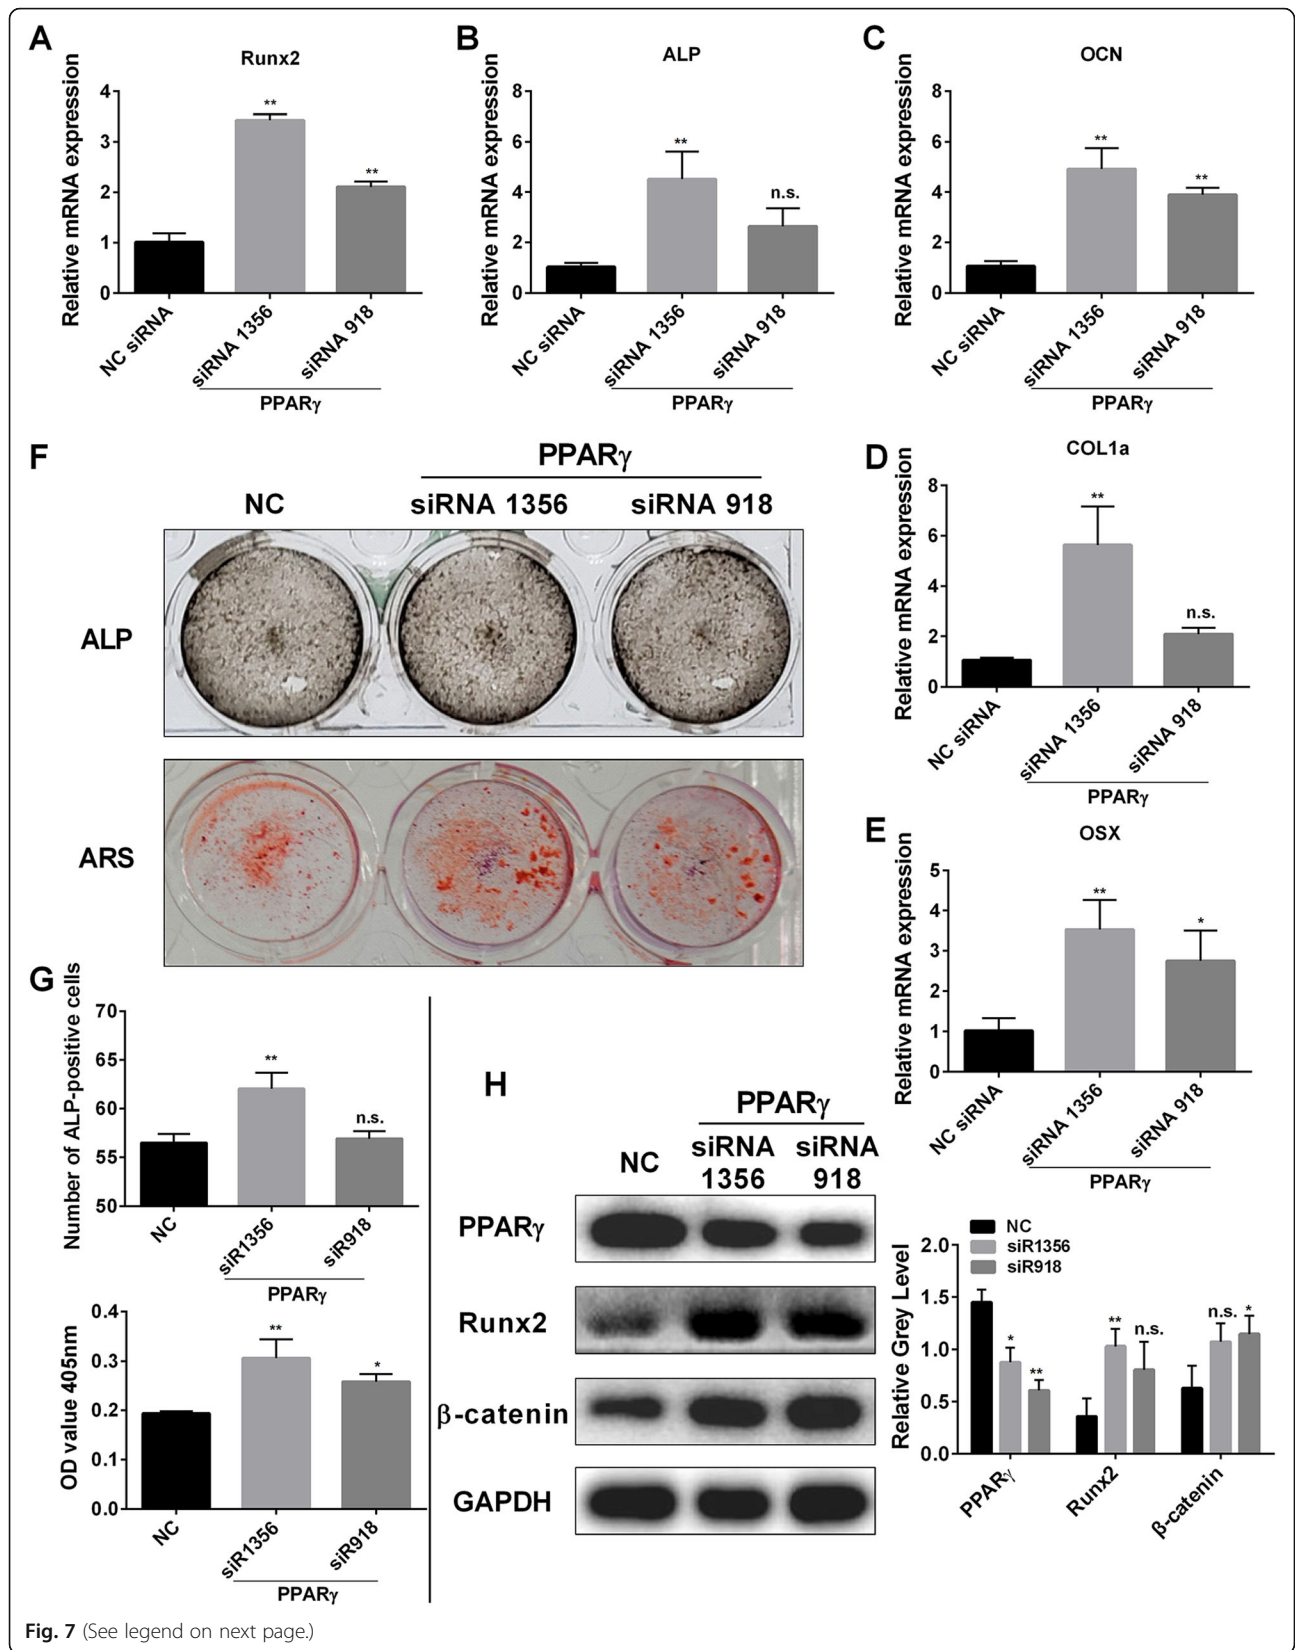 A
Runx2
Relative mRNA expression
4
3
2
1
0
**
**
NC siRNA
siRNA 1356
siRNA 918
PPARγ
B
ALP
Relative mRNA expression
8
6
4
2
0
**
n.s.
NC siRNA
siRNA 1356
siRNA 918
PPARγ
C
OCN
Relative mRNA expression
8
6
4
2
0
**
**
NC siRNA
siRNA 1356
siRNA 918
PPARγ
F
PPARγ
NC
siRNA 1356
siRNA 918
ALP
ARS
D
COL1a
Relative mRNA expression
8
6
4
2
0
**
n.s.
NC siRNA
siRNA 1356
siRNA 918
PPARγ
E
OSX
Relative mRNA expression
5
4
3
2
1
0
**
*
NC siRNA
siRNA 1356
siRNA 918
PPARγ
G
Number of ALP-positive cells
70
65
60
55
50
**
n.s.
NC
siR1356
siR918
PPARγ
OD value 405nm
0.4
0.3
0.2
0.1
0.0
**
*
NC
siR1356
siR918
PPARγ
H
PPARγ
NC
siRNA 1356
siRNA 918
PPARγ
Runx2
β-catenin
GAPDH
NC
siR1356
siR918
Relative Grey Level
2.0
1.5
1.0
0.5
0.0
*
**
**
n.s.
n.s.
*
PPARγ
Runx2
β-catenin
Fig. 7 (See legend on next page.)